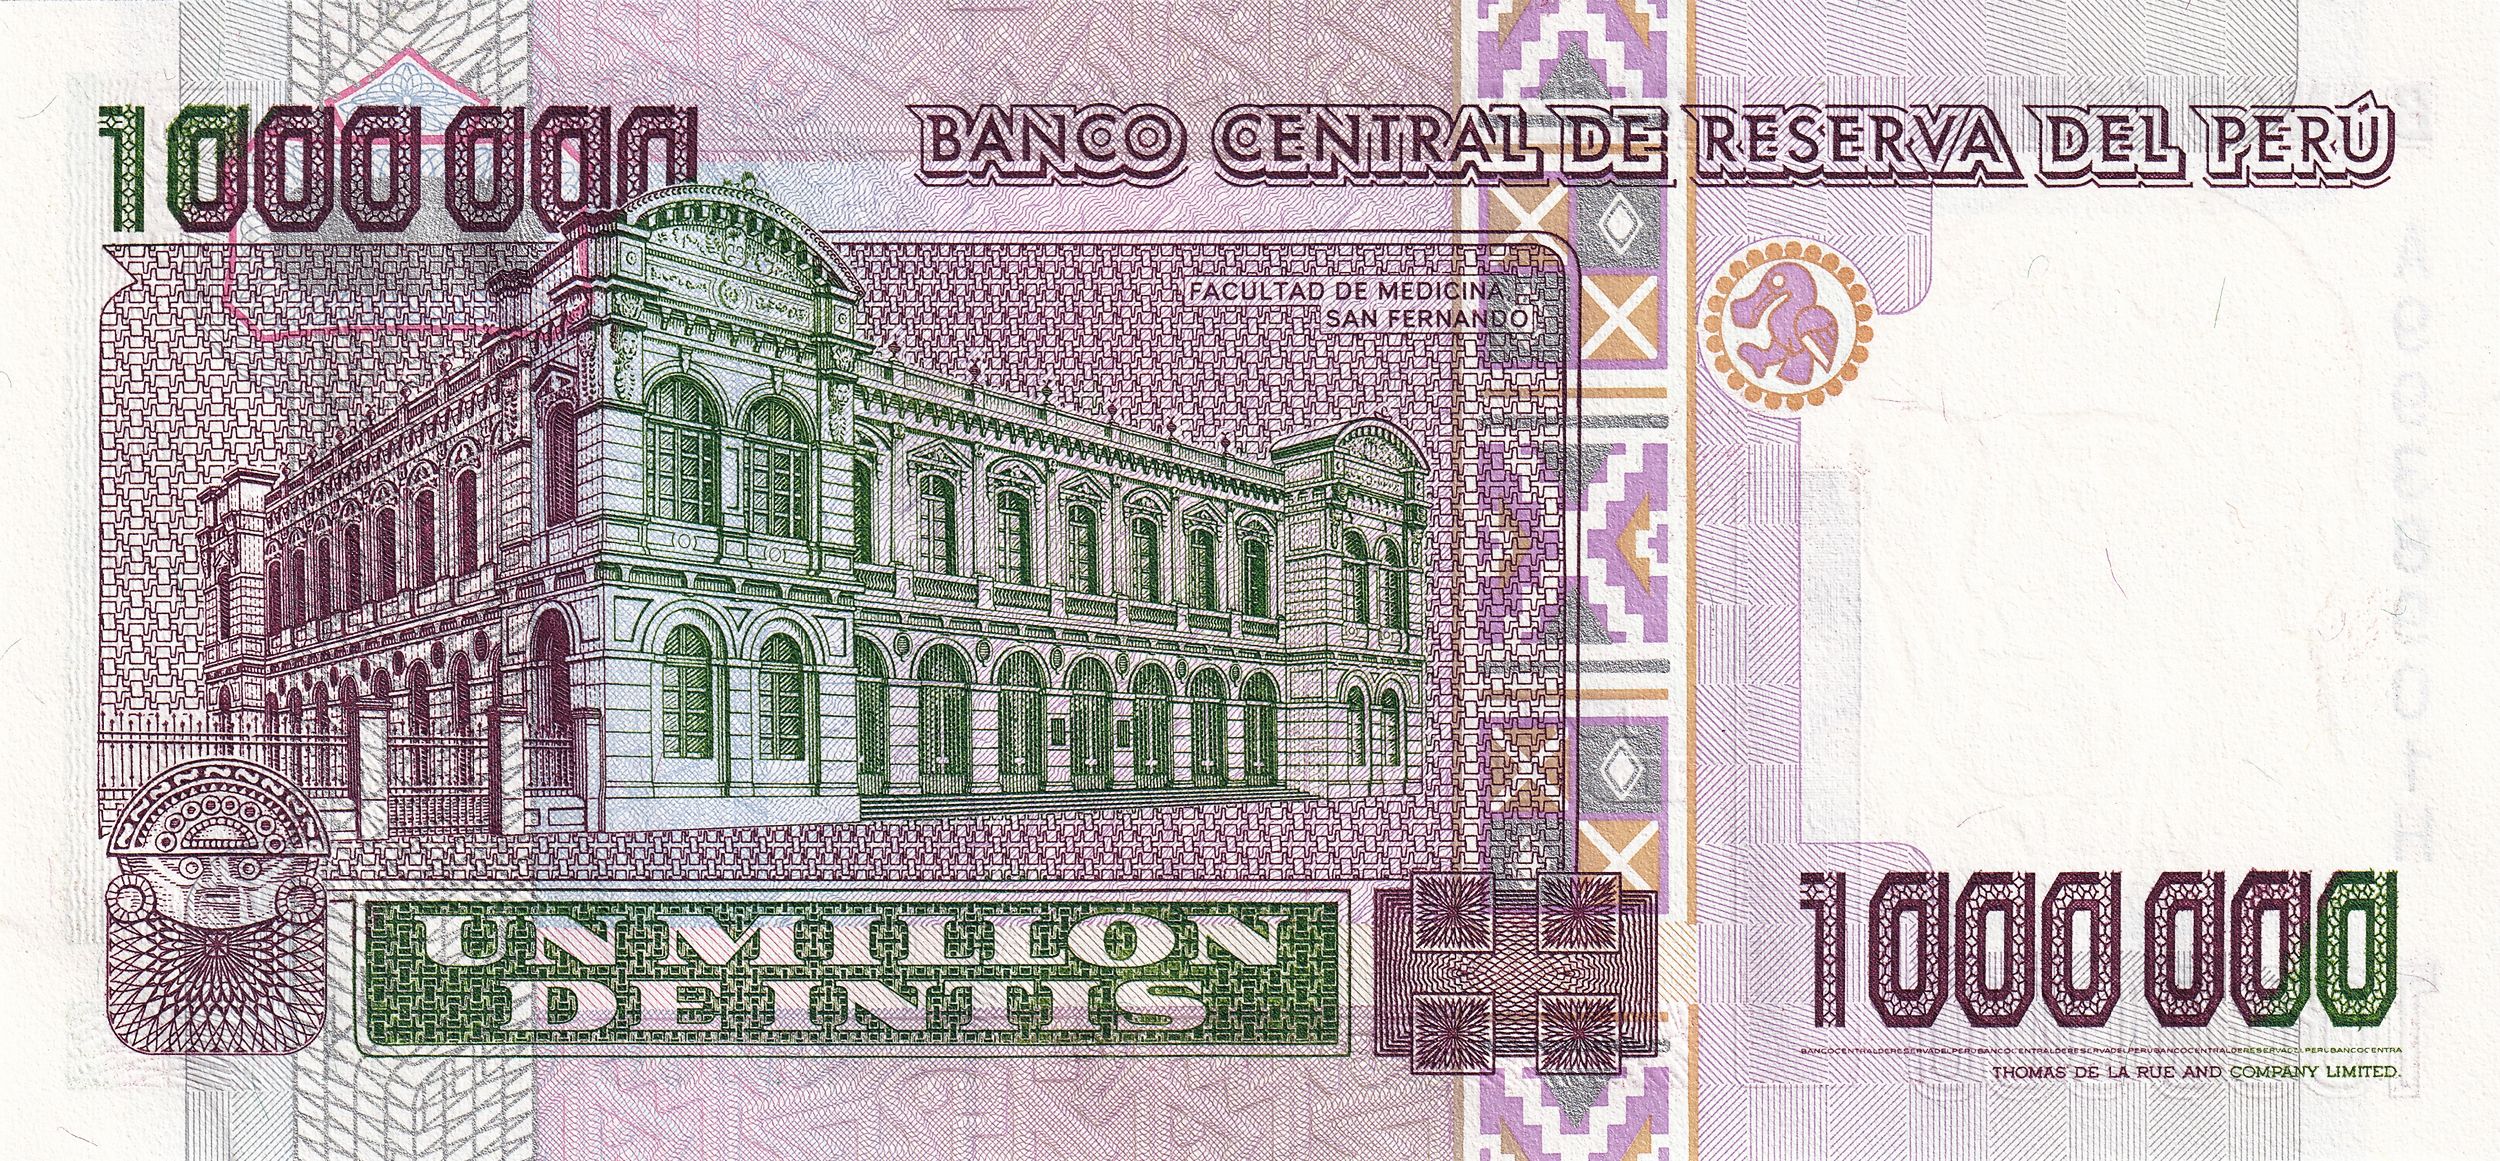 1000 000
BANCO CENTRAL DE RESERVA DEL PERÚ
FACULTAD DE MEDICINA
SAN FERNANDO
UN MILLON
DE INTIS
1000 000
BANCOCENTRALDERESERVADELPERUBANCOCENTRALDERESERVADELPERUBANCOCENTRALDERESERVADELPERUBANCOCENTRA
THOMAS DE LA RUE AND COMPANY LIMITED.